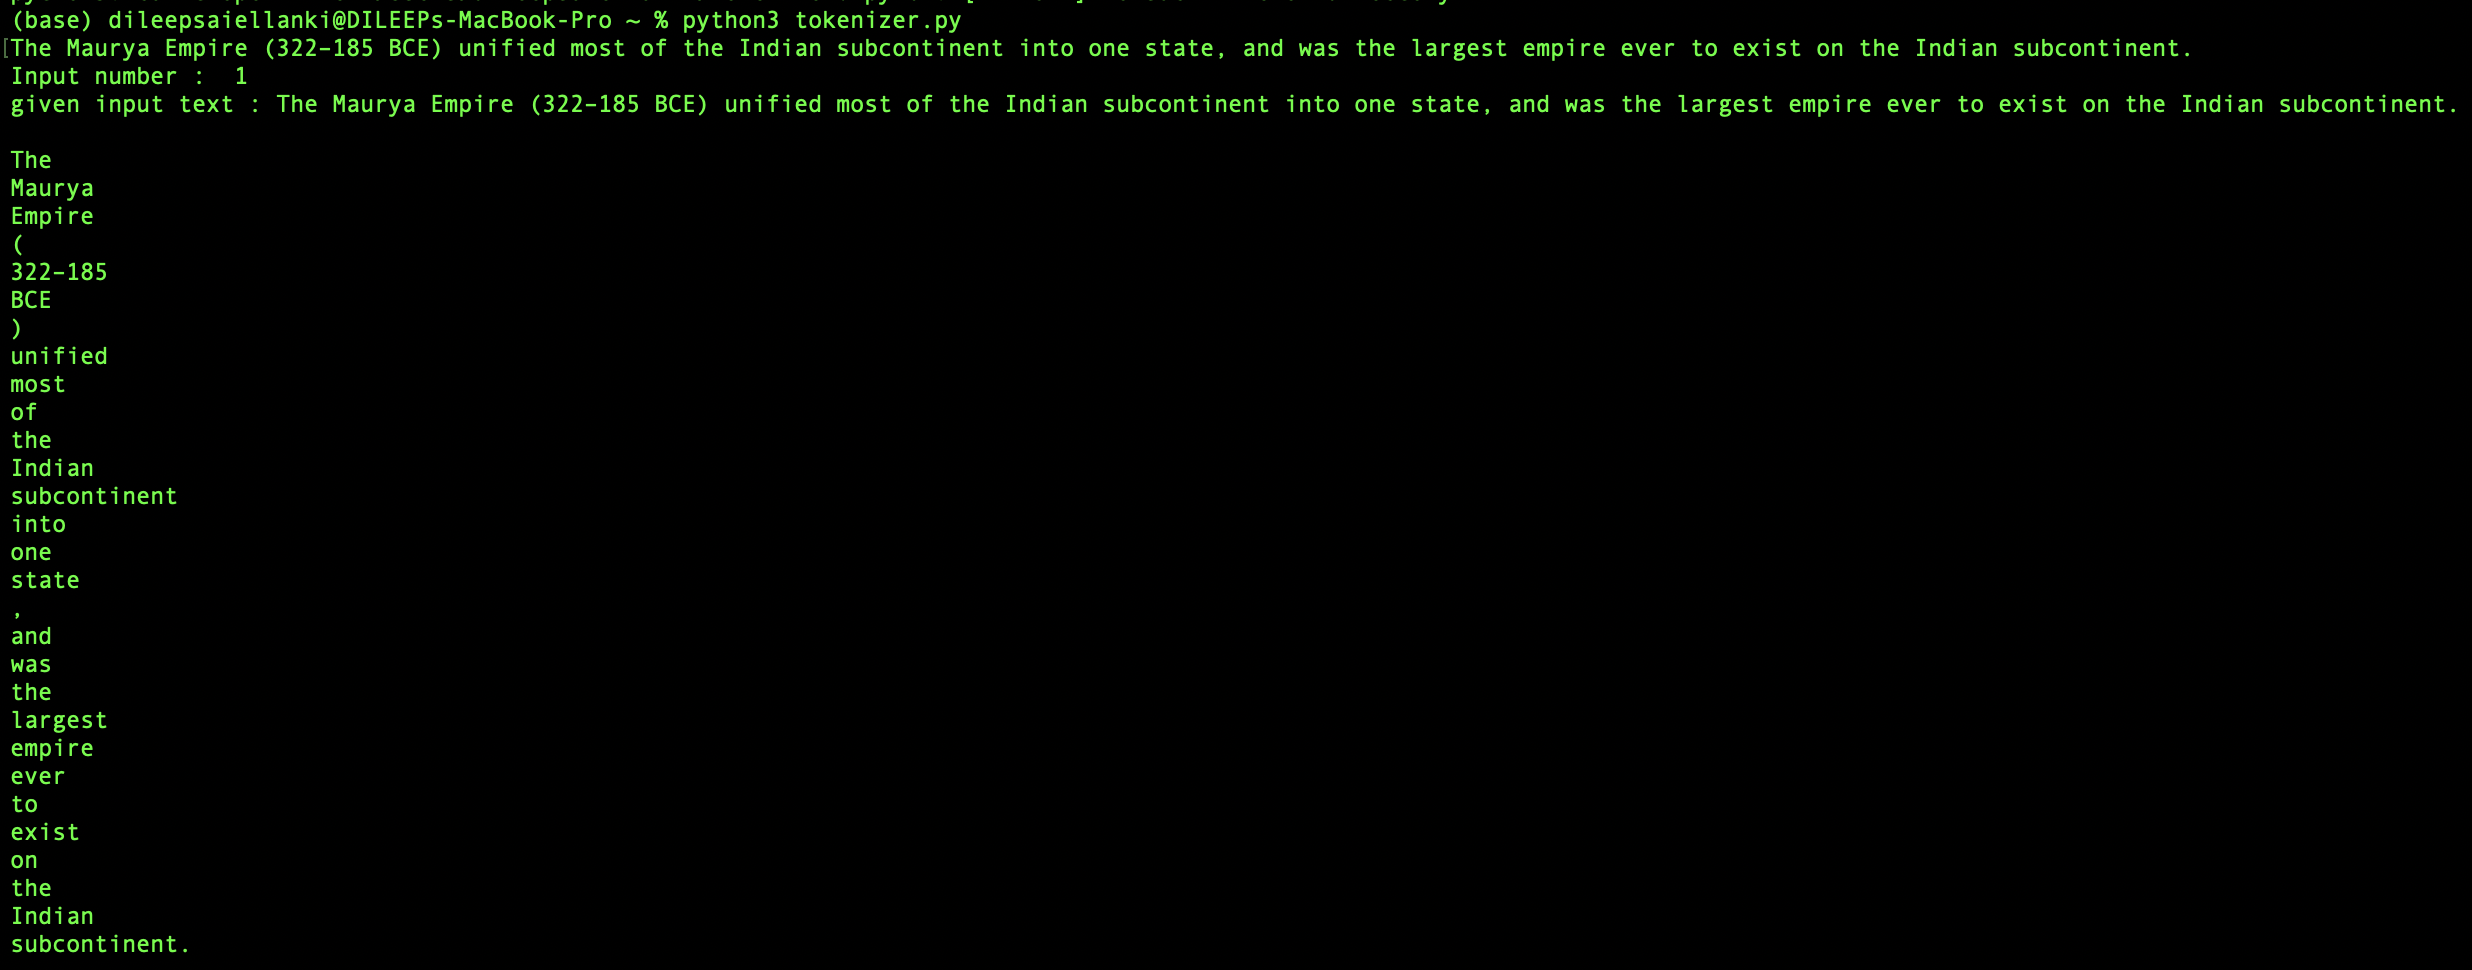 (base) dileepsaiellanki@DILEEPs-MacBook-Pro ~ % python3 tokenizer.py
[The Maurya Empire (322–185 BCE) unified most of the Indian subcontinent into one state, and was the largest empire ever to exist on the Indian subcontinent.
Input number :  1
given input text : The Maurya Empire (322–185 BCE) unified most of the Indian subcontinent into one state, and was the largest empire ever to exist on the Indian subcontinent.
The
Maurya
Empire
(
322–185
BCE
)
unified
most
of
the
Indian
subcontinent
into
one
state
,
and
was
the
largest
empire
ever
to
exist
on
the
Indian
subcontinent.